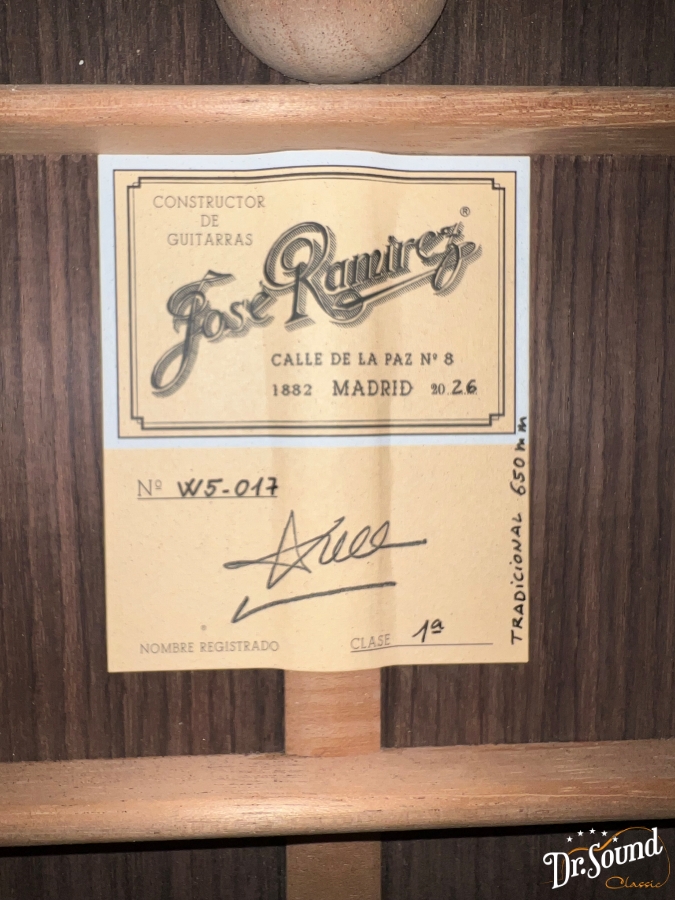 CONSTRUCTOR
DE
GUITARRAS
José Ramírez ®
CALLE DE LA PAZ Nº 8
1882 MADRID 20 26
Nº W5-017
NOMBRE REGISTRADO
CLASE 1ª
TRADICIONAL 650 mm
Dr. Sound
Classic